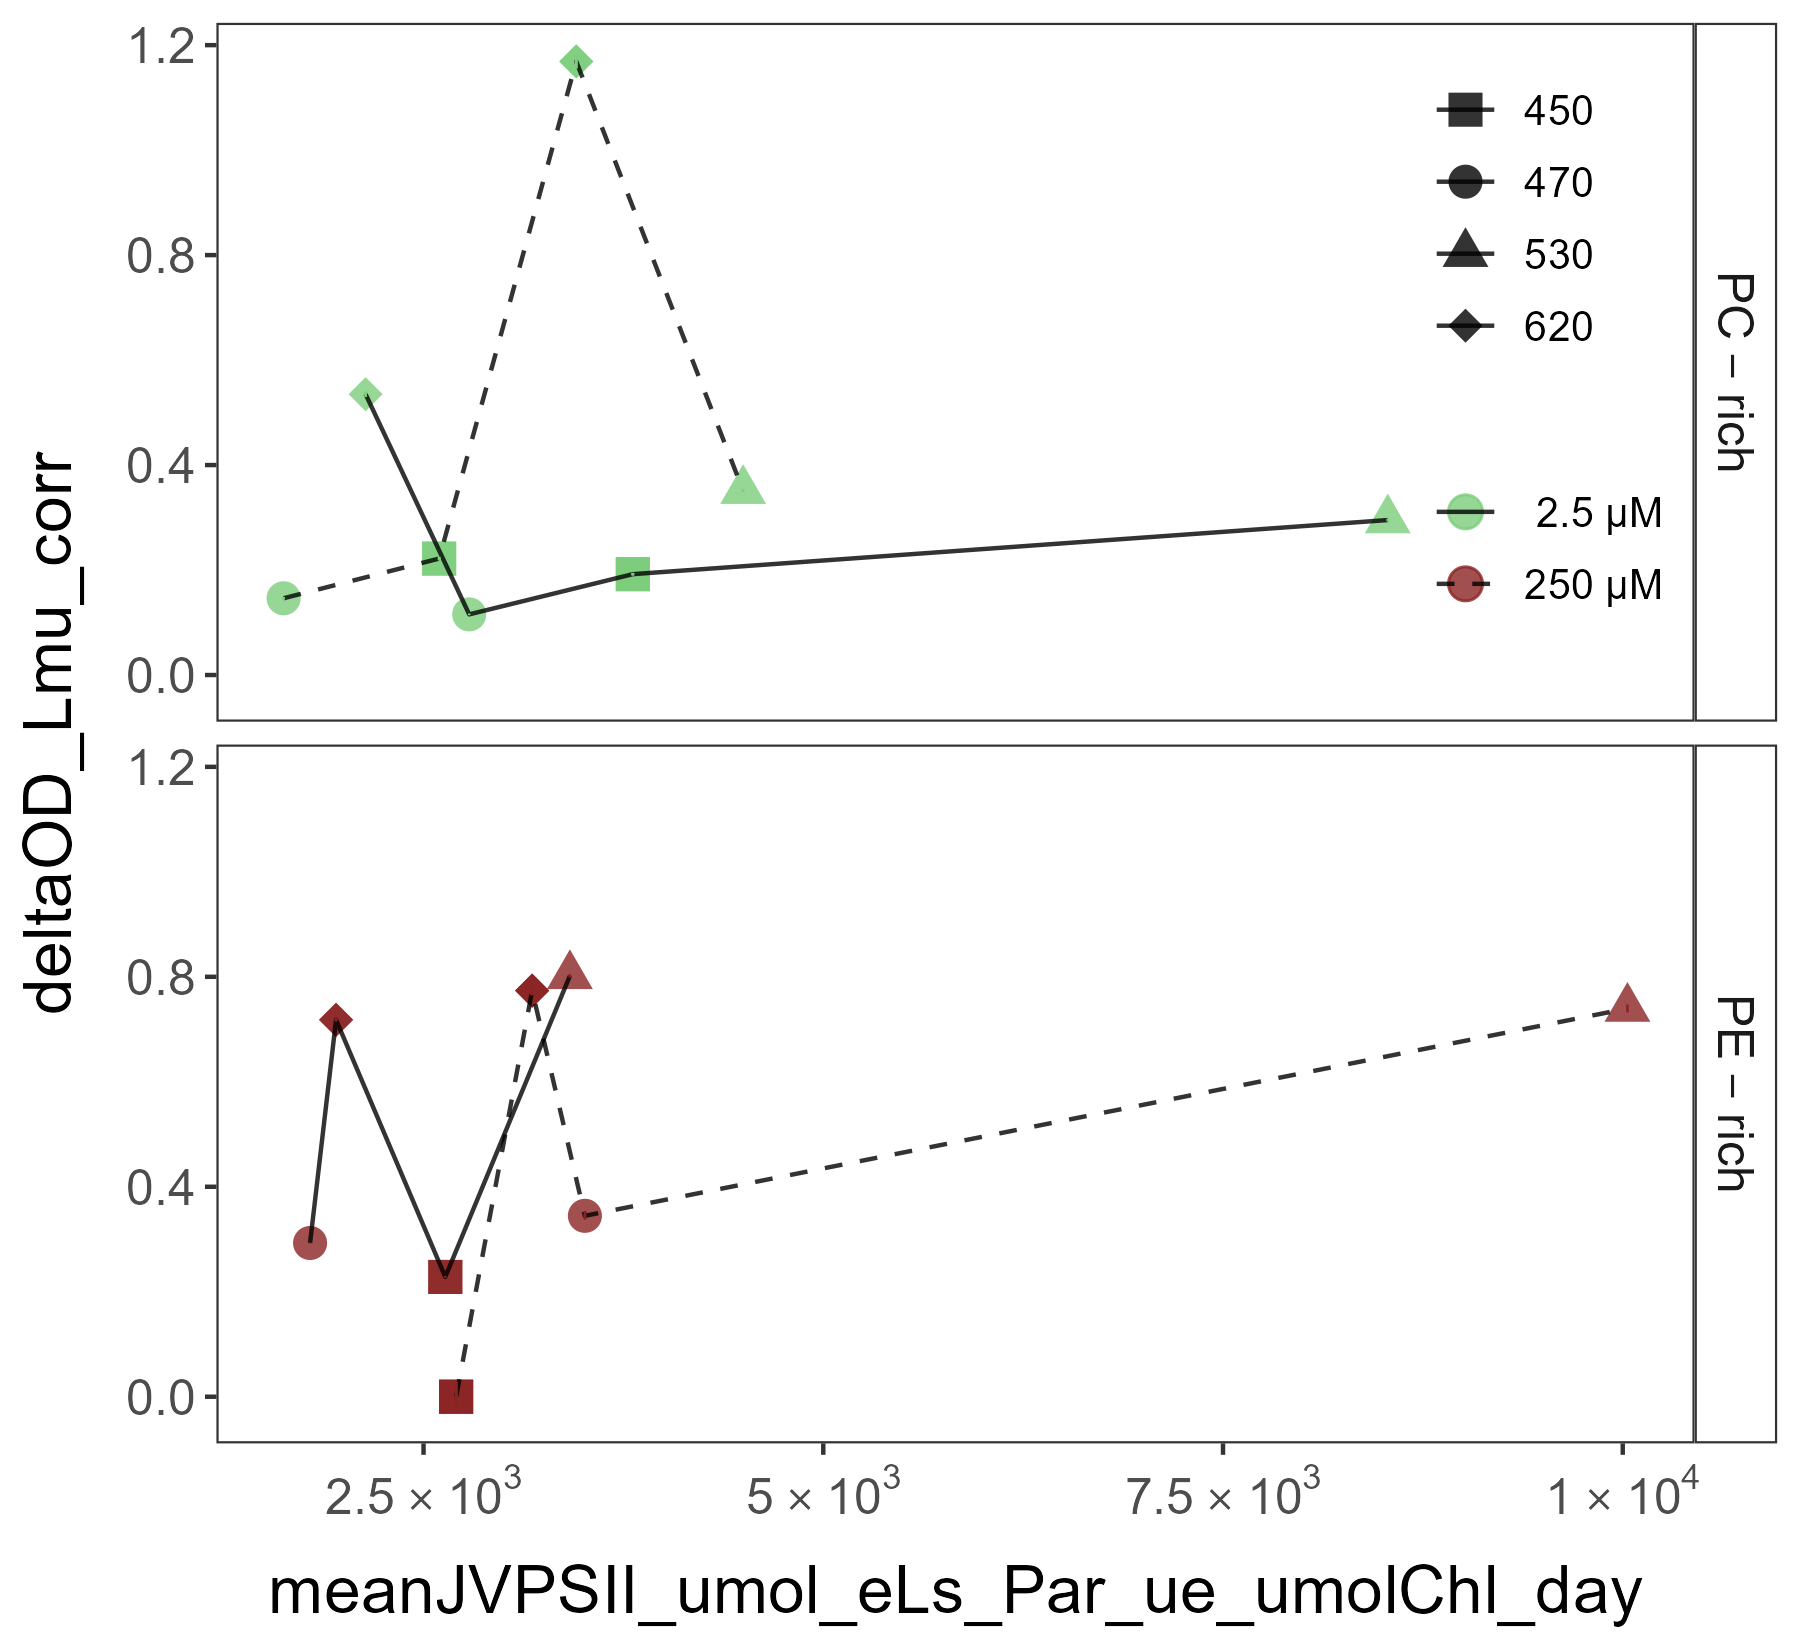 deltaOD_Lmu_corr
1.2
0.8
0.4
0.0
450
470
530
620
2.5 µM
250 µM
PC – rich
1.2
0.8
0.4
0.0
PE – rich
2.5 × 10³
5 × 10³
7.5 × 10³
1 × 10⁴
meanJVPSII_umol_eLs_Par_ue_umolChl_day